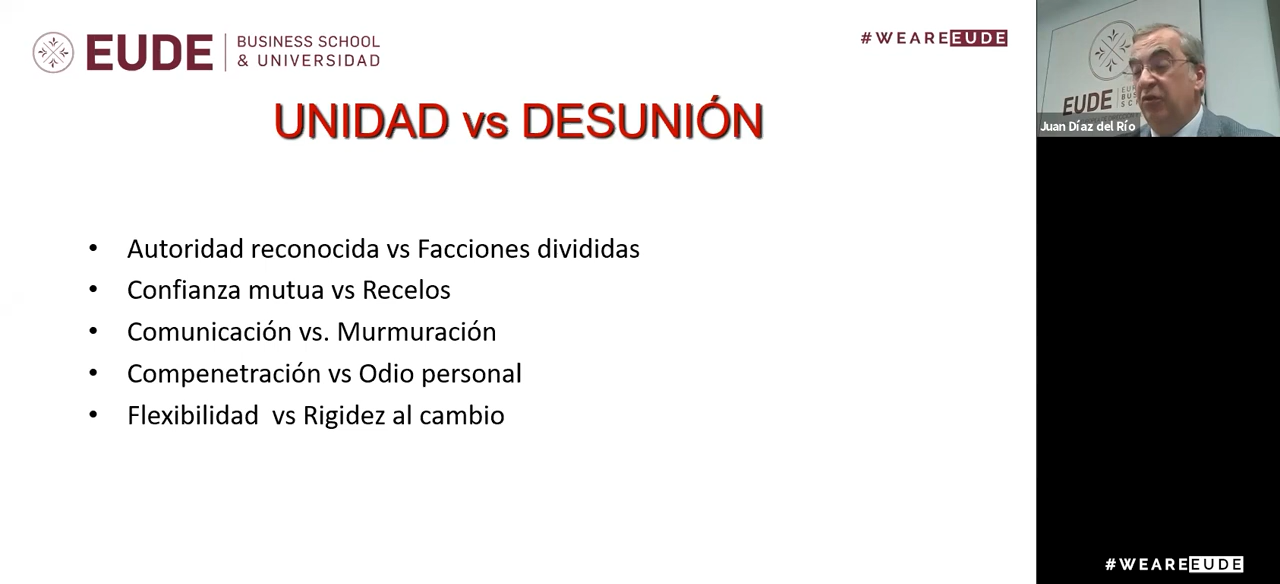 EUDE BUSINESS SCHOOL
& UNIVERSIDAD
#WEAREEUDE
UNIDAD vs DESUNIÓN
• Autoridad reconocida vs Facciones divididas
• Confianza mutua vs Recelos
• Comunicación vs. Murmuración
• Compenetración vs Odio personal
• Flexibilidad  vs Rigidez al cambio
EUDE
Juan Díaz del Río
#WEAREEUDE